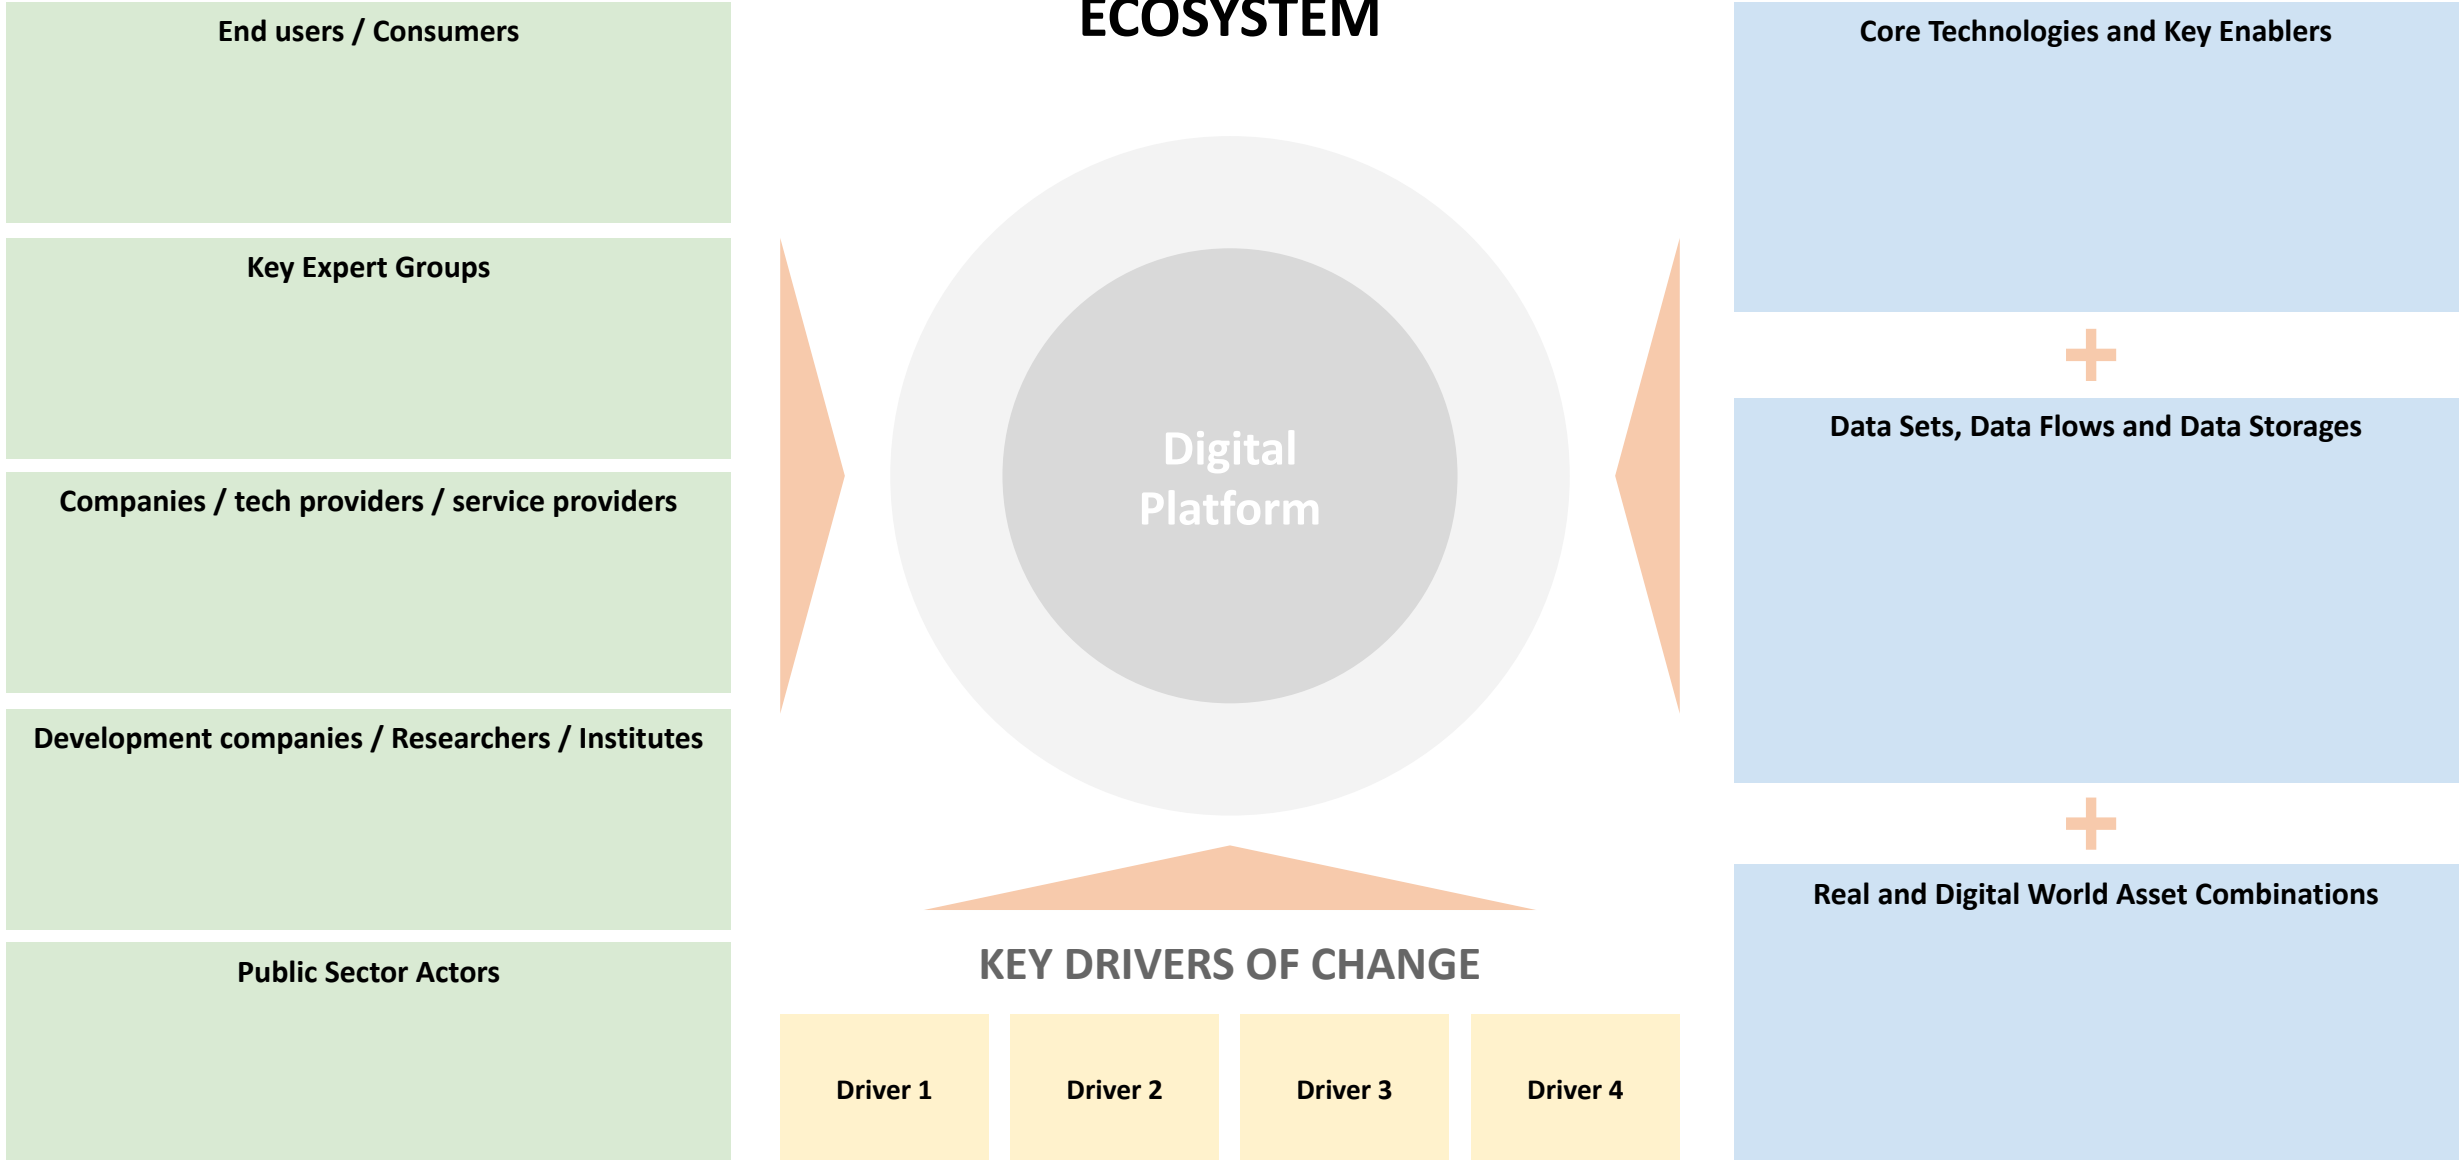 End users / Consumers
Key Expert Groups
Companies / tech providers / service providers
Development companies / Researchers / Institutes
Public Sector Actors
ECOSYSTEM
Digital
Platform
KEY DRIVERS OF CHANGE
Driver 1
Driver 2
Driver 3
Driver 4
Core Technologies and Key Enablers
+
Data Sets, Data Flows and Data Storages
+
Real and Digital World Asset Combinations